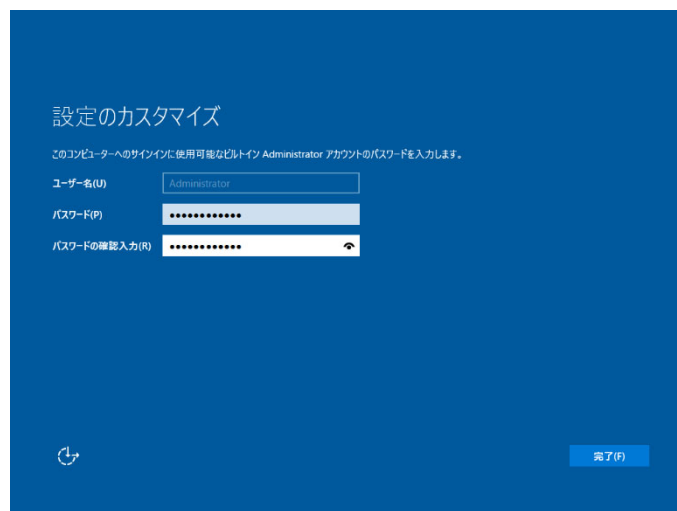 設定のカスタマイズ
このコンピューターへのサインインに使用可能なビルトイン Administrator アカウントのパスワードを入力します。
ユーザー名(U) Administrator
パスワード(P) ●●●●●●●●●●●●
パスワードの確認入力(R) ●●●●●●●●●●●●
完了(F)